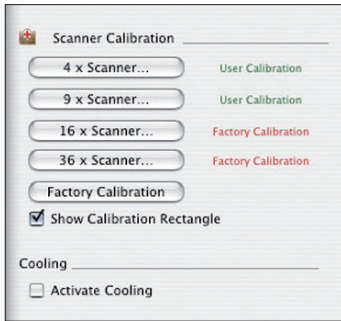 Scanner Calibration
4 x Scanner... User Calibration
9 x Scanner... User Calibration
16 x Scanner... Factory Calibration
36 x Scanner... Factory Calibration
Factory Calibration
Show Calibration Rectangle
Cooling
Activate Cooling